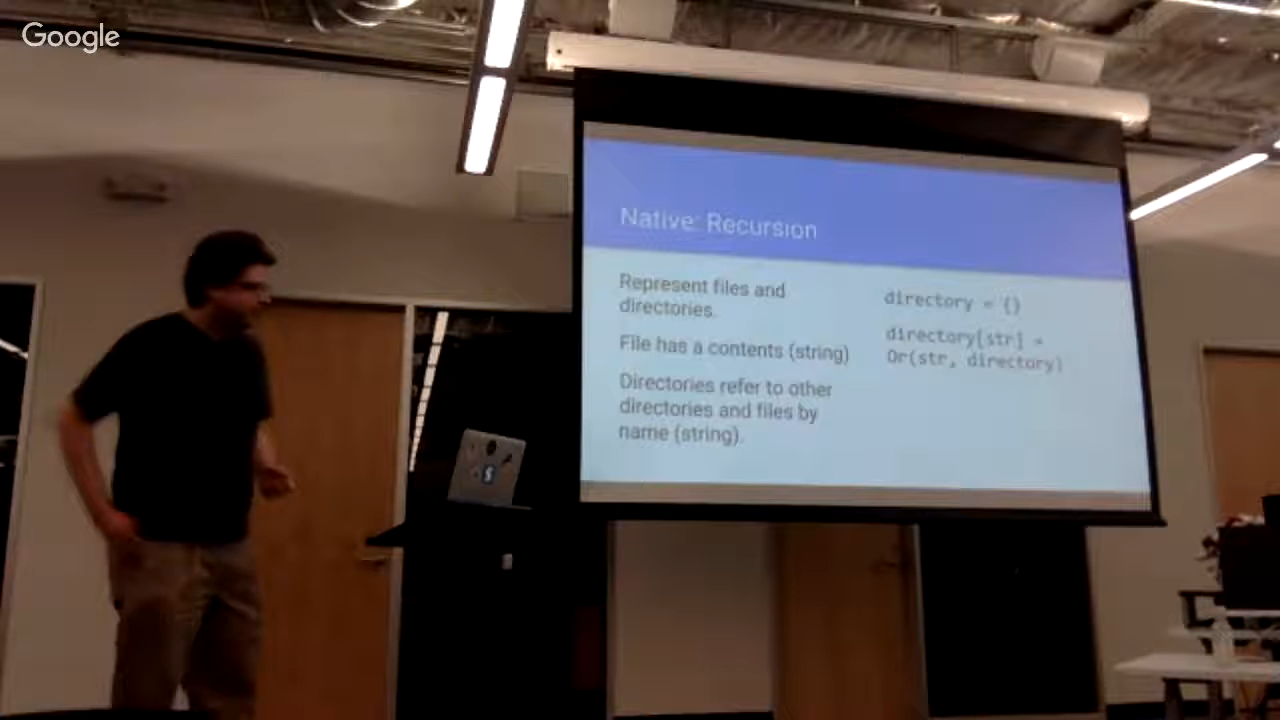 Google
Native: Recursion
Represent files and
directories.
File has a contents (string)
Directories refer to other
directories and files by
name (string).
directory = {}
directory[str] =
Or(str, directory)